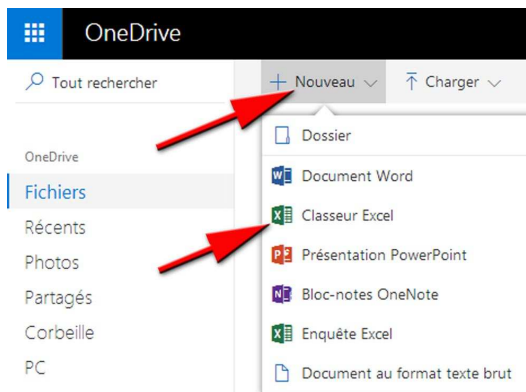 OneDrive
Tout rechercher
Nouveau
Charger
OneDrive
Fichiers
Récents
Photos
Partagés
Corbeille
PC
Dossier
Document Word
Classeur Excel
Présentation PowerPoint
Bloc-notes OneNote
Enquête Excel
Document au format texte brut